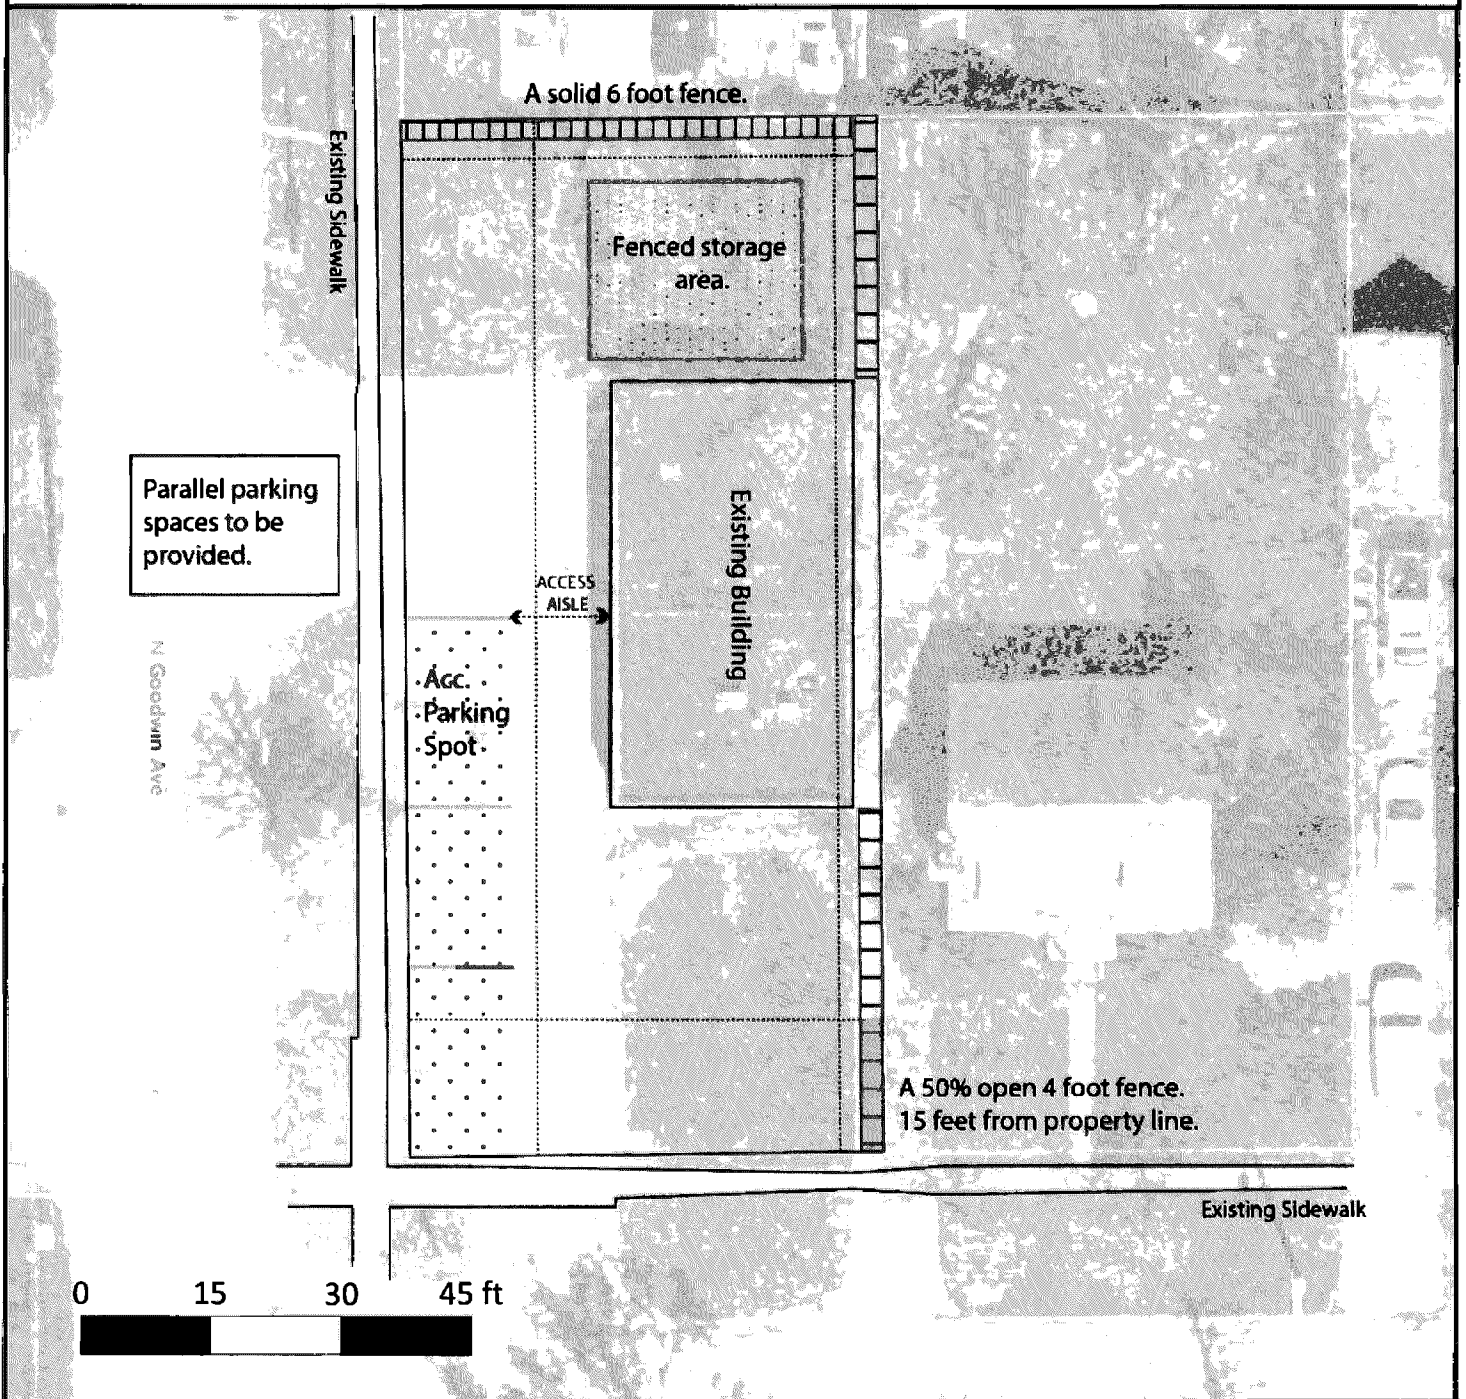 A solid 6 foot fence.
Existing Sidewalk
Fenced storage
area.
Parallel parking
spaces to be
provided.
Existing Building
ACCESS
AISLE
N Goodwin Ave
Acc.
Parking
Spot
A 50% open 4 foot fence.
15 feet from property line.
Existing Sidewalk
0 15 30 45 ft